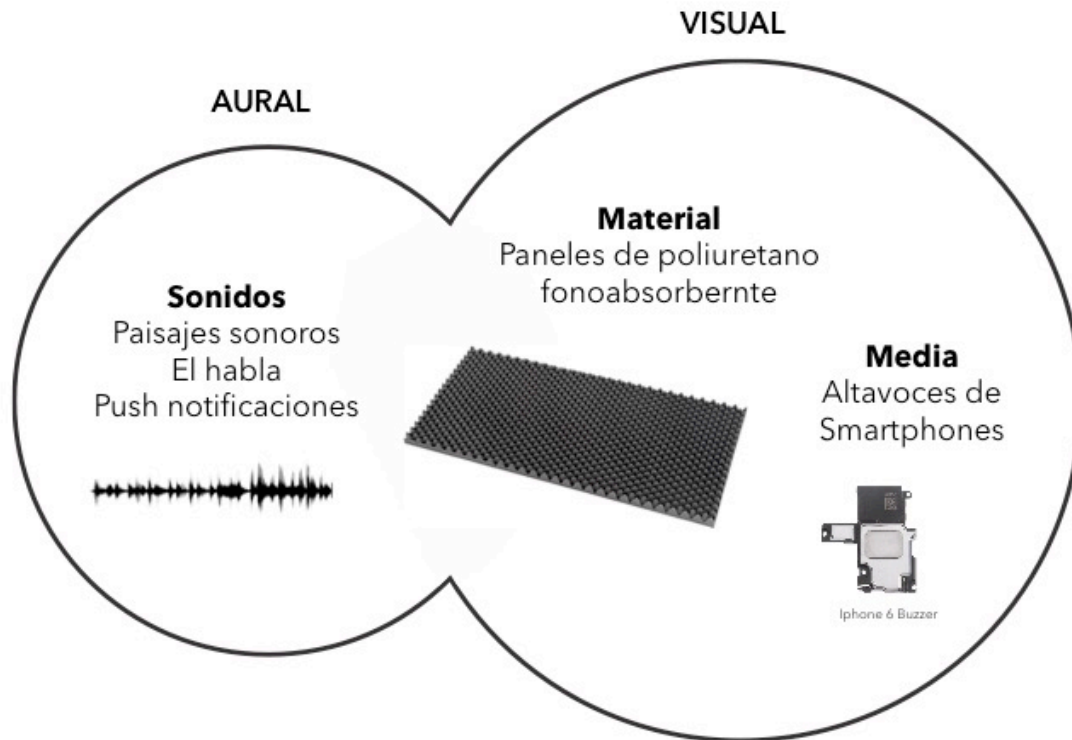 VISUAL
AURAL
Material
Paneles de poliuretano
fonoabsorbernte
Sonidos
Paisajes sonoros
El habla
Push notificaciones
Media
Altavoces de
Smartphones
Iphone 6 Buzzer